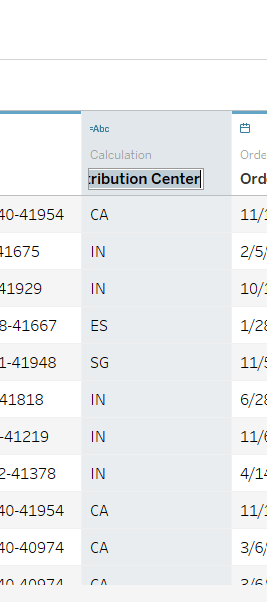 =Abc
Calculation Orde
tribution Center Orde
40-41954 CA 11/1
41675 IN 2/5/
41929 IN 10/1
8-41667 ES 1/28
1-41948 SG 11/5
41818 IN 6/28
-41219 IN 11/6
2-41378 IN 4/14
40-41954 CA 11/1
40-40974 CA 3/6/
40-40974 CA 3/6/